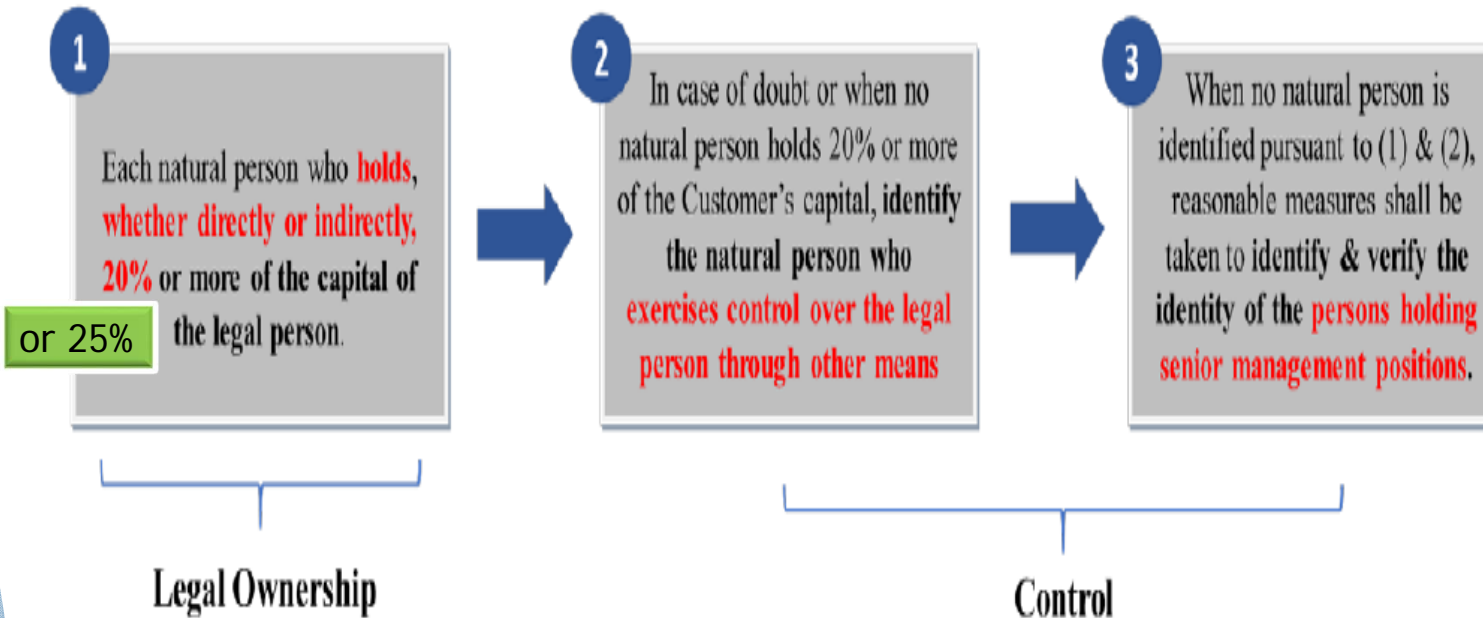 1
Each natural person who holds,
whether directly or indirectly,
20% or more of the capital of
the legal person.
or 25%
2
In case of doubt or when no
natural person holds 20% or more
of the Customer's capital, identify
the natural person who
exercises control over the legal
person through other means
3
When no natural person is
identified pursuant to (1) & (2),
reasonable measures shall be
taken to identify & verify the
identity of the persons holding
senior management positions.
Legal Ownership
Control